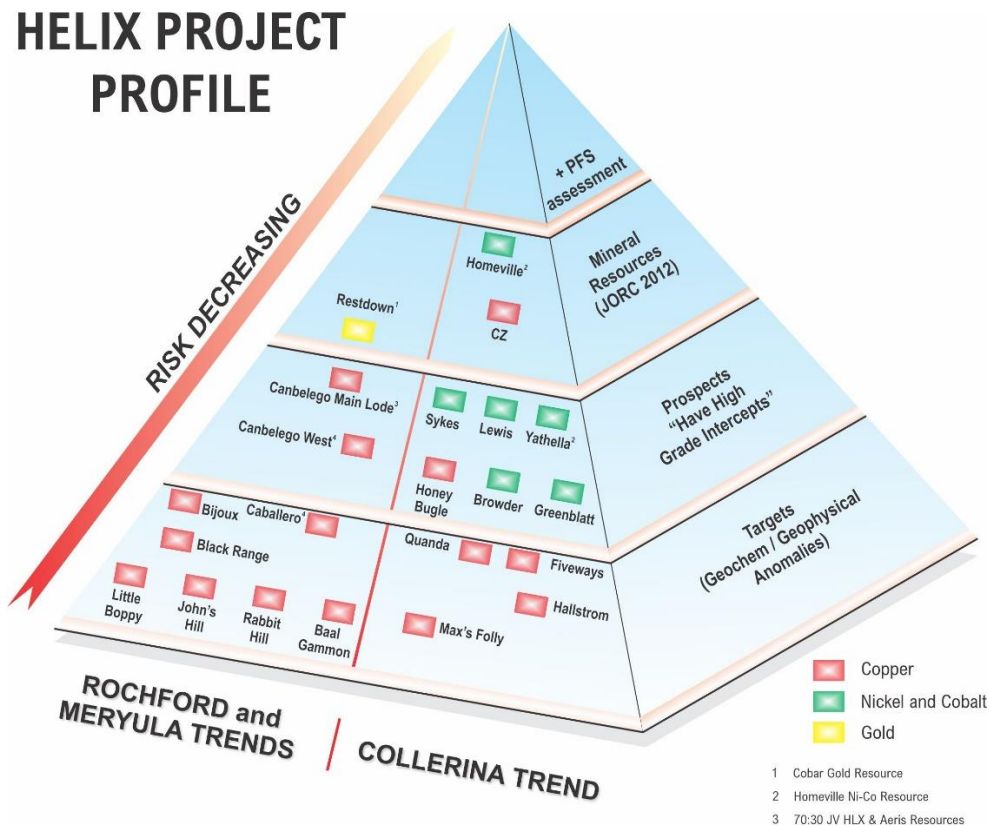 HELIX PROJECT
PROFILE
RISK DECREASING
+ PFS
assessment
Homeville²
CZ
Restdown¹
Mineral
Resources
(JORC 2012)
Canbelego Main Lode³
Canbelego West⁴
Sykes
Lewis
Yathella²
Honey
Bugle
Browder
Greenblatt
Prospects
"Have High
Grade Intercepts"
Bijoux
Caballero⁴
Black Range
Little
Boppy
John's
Hill
Rabbit
Hill
Baal
Gammon
Quanda
Fiveways
Hallstrom
Max's Folly
Targets
(Geochem / Geophysical
Anomalies)
ROCHFORD and
MERYULA TRENDS
COLLERINA TREND
Copper
Nickel and Cobalt
Gold
1 Cobar Gold Resource
2 Homeville Ni-Co Resource
3 70:30 JV HLX & Aeris Resources